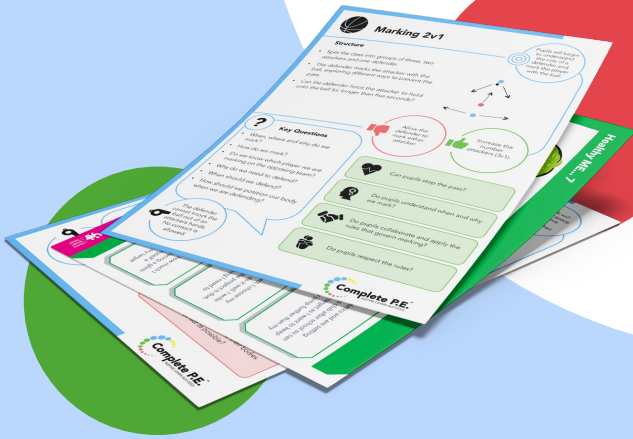 Marking 2v1
Structure
• Split the class into groups of three, two
attackers and one defender.
• The defender marks the attacker with the
ball, exploring different ways to prevent the
pass.
• Can the defender force the attacker to hold
onto the ball for longer than five seconds?
Pupils will begin
to understand
the role of a
defender and
mark the player
with the ball.
?
Key Questions
• When, where and why do we
mark?
• How do we mark?
• Do we know which player we are
marking on the opposing team?
• Why do we need to defend?
• When should we defend?
• How should we position our body
when we are defending?
Allow the
defender to
mark either
attacker.
Increase the
number
attackers (3v1).
The defender
cannot knock the
ball out of an
attackers hands.
No contact is
allowed.
Can pupils stop the pass?
Do pupils understand when and why
we mark?
Do pupils collaborate and apply the
rules that govern marking?
Do pupils respect the rules?
Complete P.E.™
Healthy ME... 7
Complete P.E.